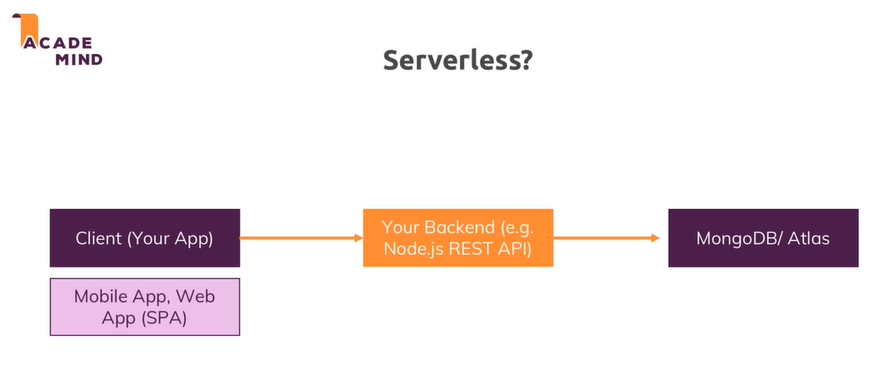 ACADE
MIND
Serverless?
Client (Your App)
Your Backend (e.g.
Node.js REST API)
MongoDB/ Atlas
Mobile App, Web
App (SPA)